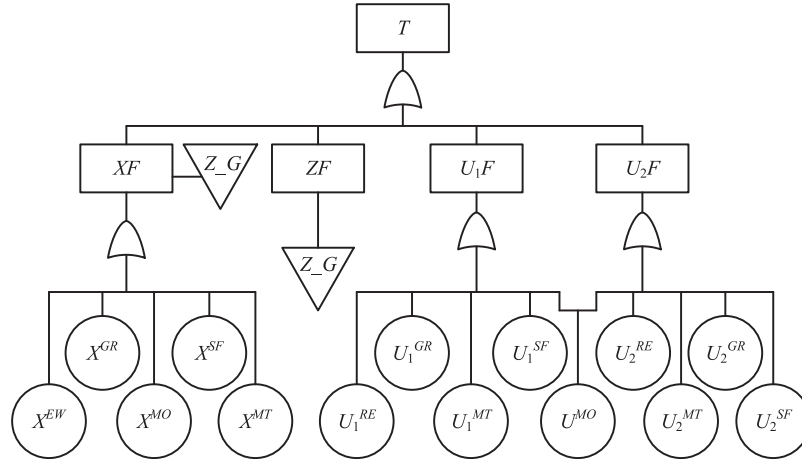 T
XF
Z_G
ZF
U₁F
U₂F
Z_G
X^GR
X^SF
U₁^GR
U₁^SF
U₂^RE
U₂^GR
X^EW
X^MO
X^MT
U₁^RE
U₁^MT
U^MO
U₂^MT
U₂^SF